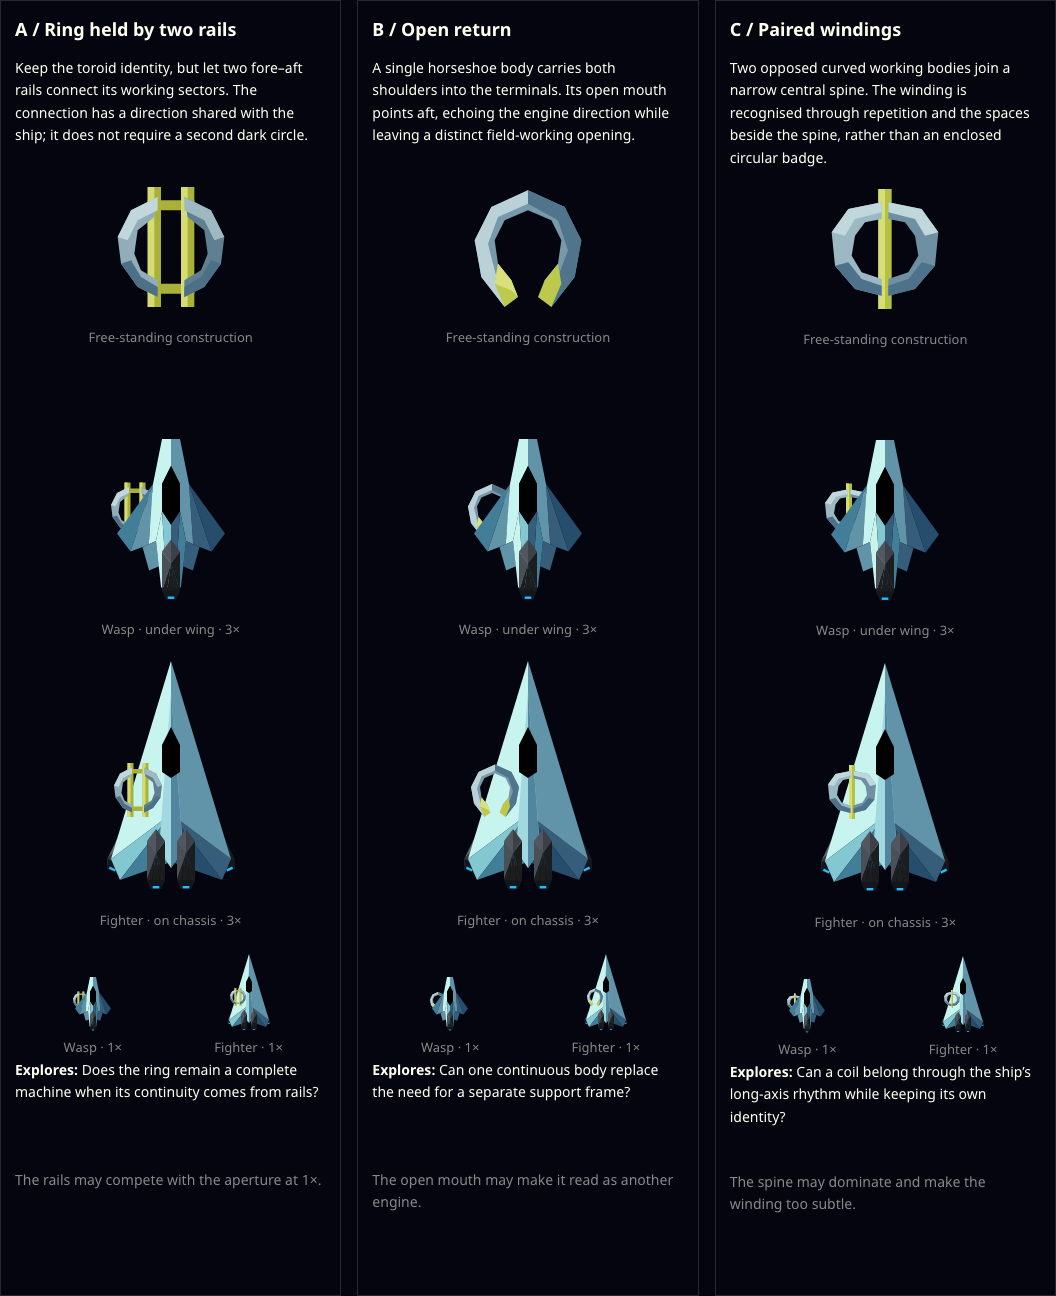 A / Ring held by two rails
Keep the toroid identity, but let two fore–aft
rails connect its working sectors. The
connection has a direction shared with the
ship; it does not require a second dark circle.
Free-standing construction
Wasp · under wing · 3×
Fighter · on chassis · 3×
Wasp · 1×
Fighter · 1×
Explores: Does the ring remain a complete
machine when its continuity comes from rails?
The rails may compete with the aperture at 1×.
B / Open return
A single horseshoe body carries both
shoulders into the terminals. Its open mouth
points aft, echoing the engine direction while
leaving a distinct field-working opening.
Free-standing construction
Wasp · under wing · 3×
Fighter · on chassis · 3×
Wasp · 1×
Fighter · 1×
Explores: Can one continuous body replace
the need for a separate support frame?
The open mouth may make it read as another
engine.
C / Paired windings
Two opposed curved working bodies join a
narrow central spine. The winding is
recognised through repetition and the spaces
beside the spine, rather than an enclosed
circular badge.
Free-standing construction
Wasp · under wing · 3×
Fighter · on chassis · 3×
Wasp · 1×
Fighter · 1×
Explores: Can a coil belong through the ship’s
long-axis rhythm while keeping its own
identity?
The spine may dominate and make the
winding too subtle.